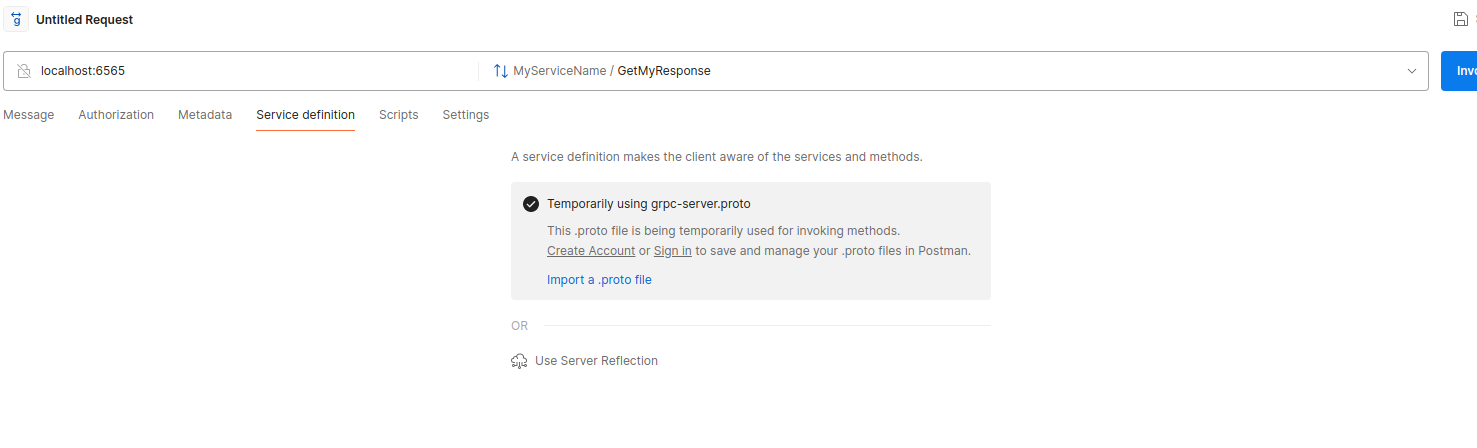 g Untitled Request
localhost:6565 MyServiceName / GetMyResponse Invo
Message Authorization Metadata Service definition Scripts Settings
A service definition makes the client aware of the services and methods.
Temporarily using grpc-server.proto
This .proto file is being temporarily used for invoking methods.
Create Account or Sign in to save and manage your .proto files in Postman.
Import a .proto file
OR
Use Server Reflection